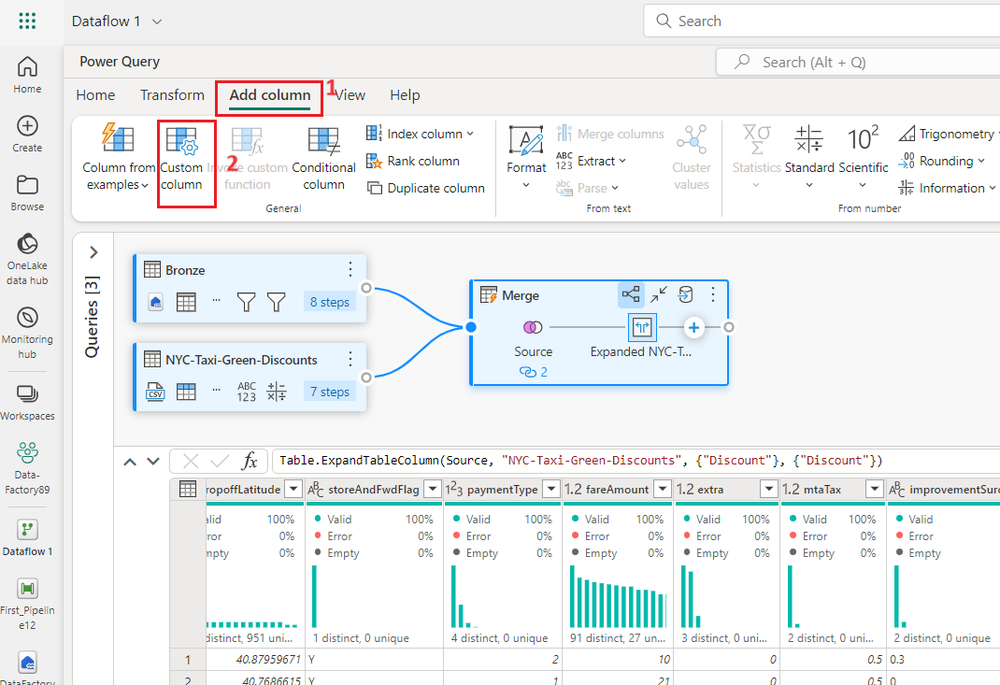 Dataflow 1
Search
Power Query
Search (Alt + Q)
Home
Create
Browse
OneLake
data hub
Monitoring
hub
Workspaces
Data-
Factory89
Dataflow 1
First_Pipelin
e12
DataFactory
Home Transform Add column 1 View Help
Column from
examples
Custom
column
2
custom
function
Conditional
column
Index column
Rank column
Duplicate column
General
Format
Merge columns
ABC
123
Extract
abc
Parse
Cluster
values
From text
Statistics
Standard
10²
Scientific
Trigonometry
.00
Rounding
Information
From number
Queries [3]
Bronze
8 steps
NYC-Taxi-Green-Discounts
CSV
ABC
123
7 steps
Merge
Source
2
Expanded NYC-T...
fx
Table.ExpandTableColumn(Source, "NYC-Taxi-Green-Discounts", {"Discount"}, {"Discount"})
ropoffLatitude ABC storeAndFwdFlag 123 paymentType 1.2 fareAmount 1.2 extra 1.2 mtaTax ABC improvementSurc
alid 100% Valid 100% Valid 100% Valid 100% Valid 100% Valid 100% Valid
ror 0% Error 0% Error 0% Error 0% Error 0% Error 0% Error
mpty 0% Empty 0% Empty 0% Empty 0% Empty 0% Empty 0% Empty
distinct, 951 uni... 1 distinct, 0 unique 4 distinct, 0 unique 91 distinct, 27 un... 3 distinct, 0 uni... 2 distinct, 0 uni... 2 distinct, 0 unique
1 40.87959671 Y 2 10 0 0.5 0.3
2 40.7686615 Y 1 21 0 0.5 0